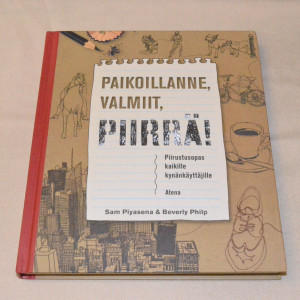 PAIKOILLANNE,
VALMIIT,
PIIRRÄ!
Piirustusopas
kaikille
kynänkäyttäjille
Atena
Sam Piyasena & Beverly Philp